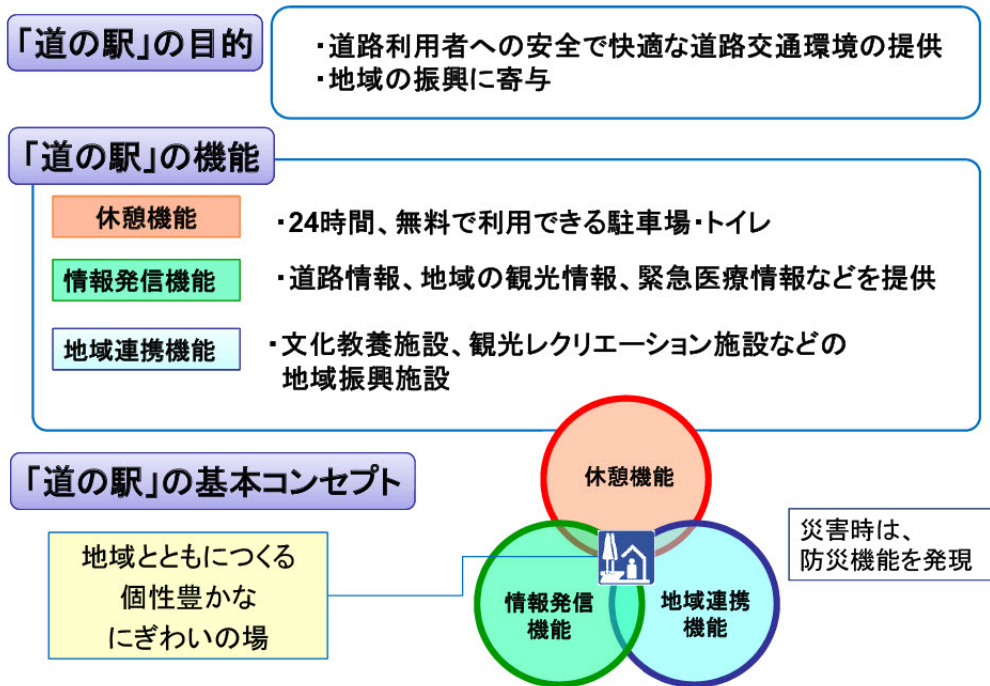 「道の駅」の目的
・道路利用者への安全で快適な道路交通環境の提供
・地域の振興に寄与
「道の駅」の機能
休憩機能
・24時間、無料で利用できる駐車場・トイレ
情報発信機能
・道路情報、地域の観光情報、緊急医療情報などを提供
地域連携機能
・文化教養施設、観光レクリエーション施設などの
地域振興施設
「道の駅」の基本コンセプト
地域とともにつくる
個性豊かな
にぎわいの場
休憩機能
情報発信
機能
地域連携
機能
災害時は、
防災機能を発現